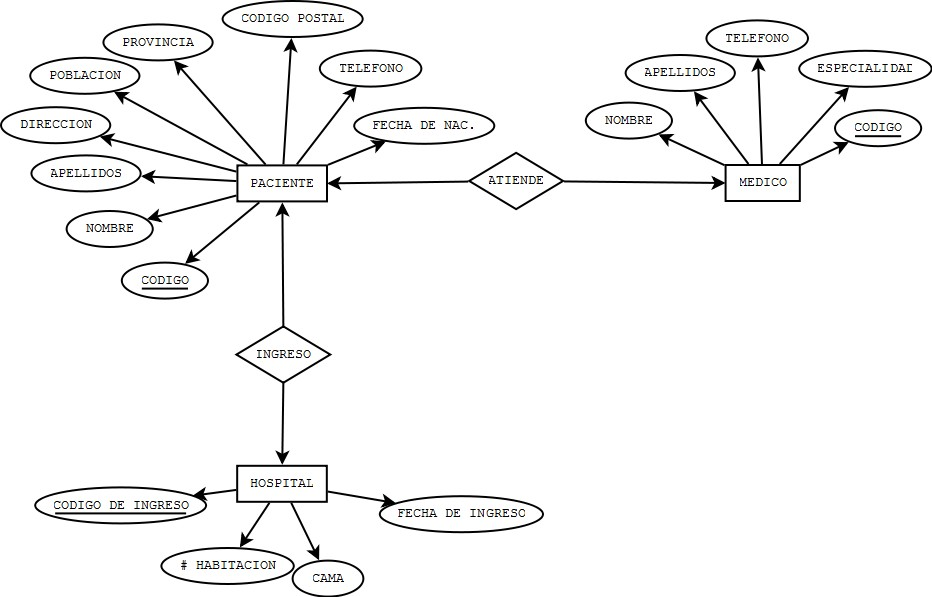 CODIGO POSTAL
PROVINCIA
TELEFONO
POBLACION
TELEFONO
APELLIDOS
ESPECIALIDAD
DIRECCION
FECHA DE NAC.
NOMBRE
CODIGO
APELLIDOS
PACIENTE
ATIENDE
MEDICO
NOMBRE
CODIGO
INGRESO
HOSPITAL
CODIGO DE INGRESO
FECHA DE INGRESO
# HABITACION
CAMA